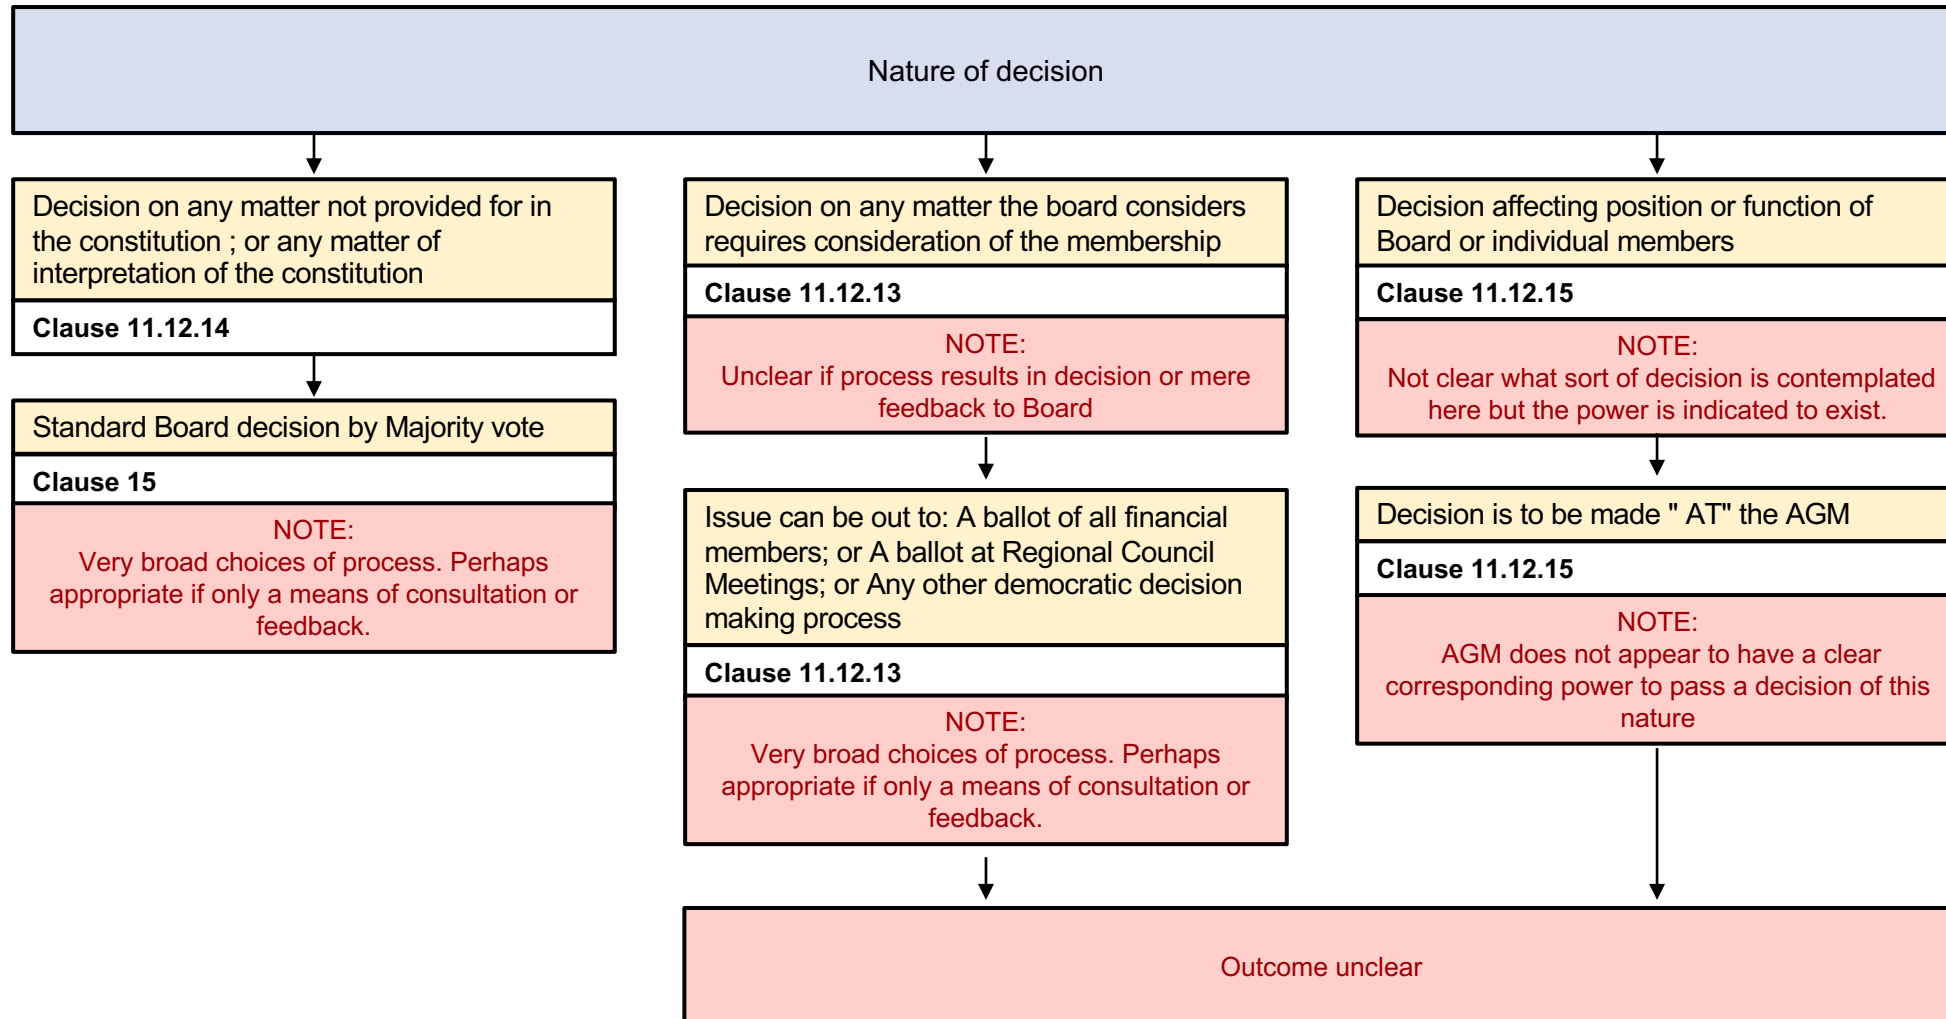 Nature of decision
Decision on any matter not provided for in
the constitution ; or any matter of
interpretation of the constitution
Clause 11.12.14
Standard Board decision by Majority vote
Clause 15
NOTE:
Very broad choices of process. Perhaps
appropriate if only a means of consultation or
feedback.
Decision on any matter the board considers
requires consideration of the membership
Clause 11.12.13
NOTE:
Unclear if process results in decision or mere
feedback to Board
Issue can be out to: A ballot of all financial
members; or A ballot at Regional Council
Meetings; or Any other democratic decision
making process
Clause 11.12.13
NOTE:
Very broad choices of process. Perhaps
appropriate if only a means of consultation or
feedback.
Decision affecting position or function of
Board or individual members
Clause 11.12.15
NOTE:
Not clear what sort of decision is contemplated
here but the power is indicated to exist.
Decision is to be made " AT" the AGM
Clause 11.12.15
NOTE:
AGM does not appear to have a clear
corresponding power to pass a decision of this
nature
Outcome unclear